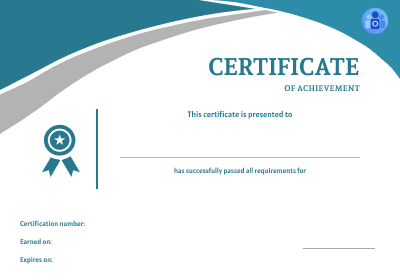 CERTIFICATE
OF ACHIEVEMENT
This certificate is presented to
has successfully passed all requirements for
Certification number:
Earned on:
Expires on: